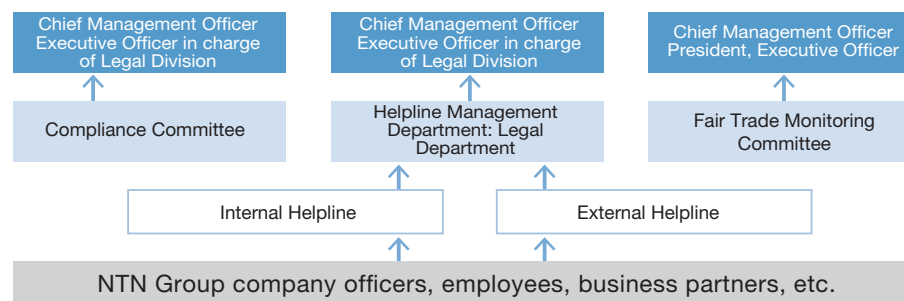 Chief Management Officer
Executive Officer in charge
of Legal Division
Chief Management Officer
Executive Officer in charge
of Legal Division
Chief Management Officer
President, Executive Officer
Compliance Committee
Helpline Management
Department: Legal
Department
Fair Trade Monitoring
Committee
Internal Helpline
External Helpline
NTN Group company officers, employees, business partners, etc.